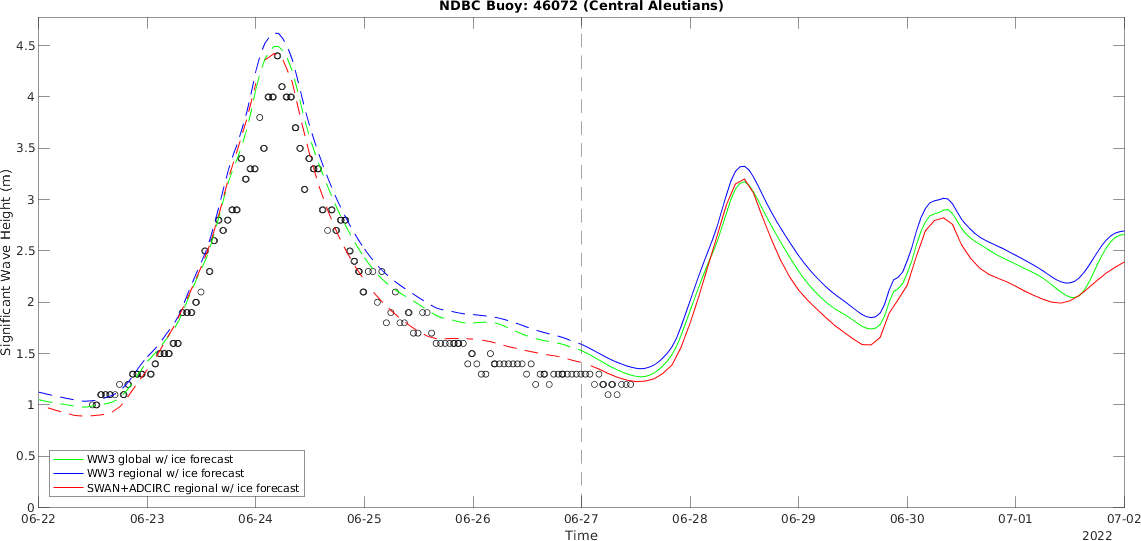 NDBC Buoy: 46072 (Central Aleutians)
4.5
4
3.5
3
2.5
2
1.5
1
0.5
0
Significant Wave Height (m)
WW3 global w/ ice forecast
WW3 regional w/ ice forecast
SWAN+ADCIRC regional w/ ice forecast
06-22 06-23 06-24 06-25 06-26 06-27 06-28 06-29 06-30 07-01 07-02
Time
2022